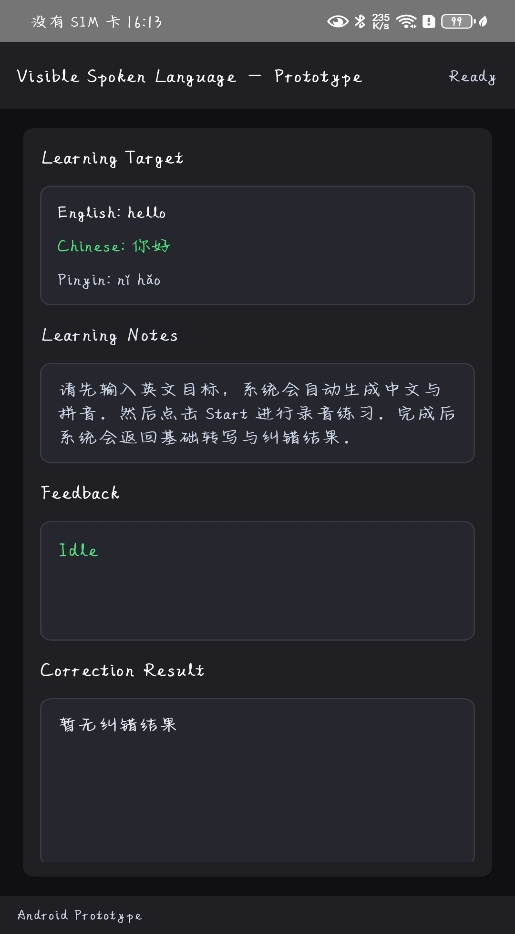 没有 SIM 卡 16:13
235 K/s
99
Visible Spoken Language — Prototype
Ready
Learning Target
English: hello
Chinese: 你好
Pinyin: nǐ hǎo
Learning Notes
请先输入英文目标，系统会自动生成中文与
拼音。然后点击 Start 进行录音练习。完成后
系统会返回基础转写与纠错结果。
Feedback
Idle
Correction Result
暂无纠错结果
Android Prototype